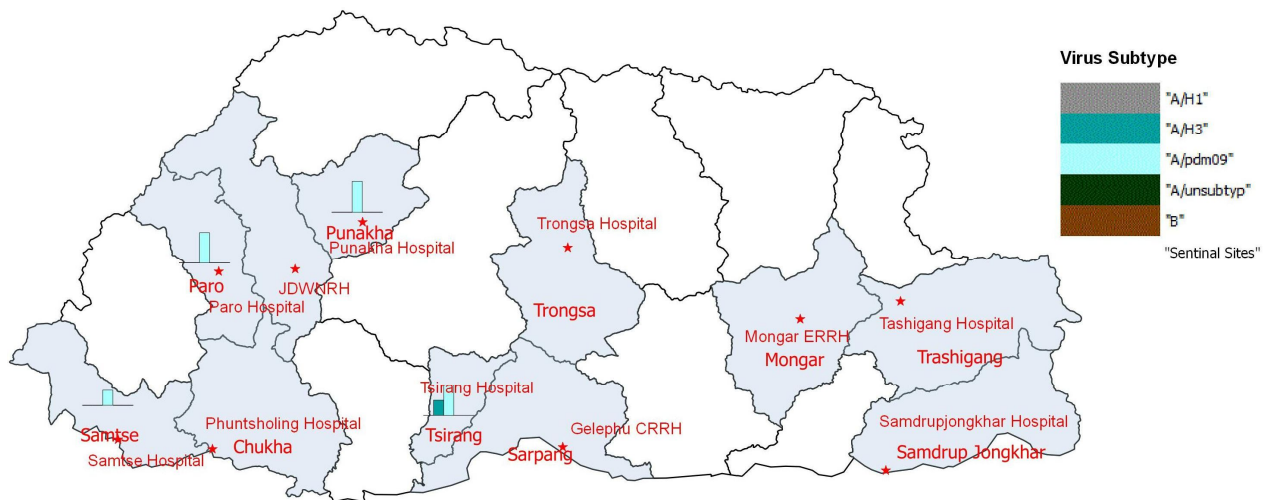 Virus Subtype
"A/H1"
"A/H3"
"A/pdm09"
"A/unsubtyp"
"B"
"Sentinal Sites"
Punakha
Punakha Hospital
Trongsa Hospital
Paro
JDWNRH
Paro Hospital
Trongsa
Tashigang Hospital
Mongar ERRH
Mongar
Trashigang
Tsirang Hospital
Samtse
Samtse Hospital
Phuntsholing Hospital
Chukha
Tsirang
Gelephu CRRH
Sarpang
Samdrupjongkhar Hospital
Samdrup Jongkhar